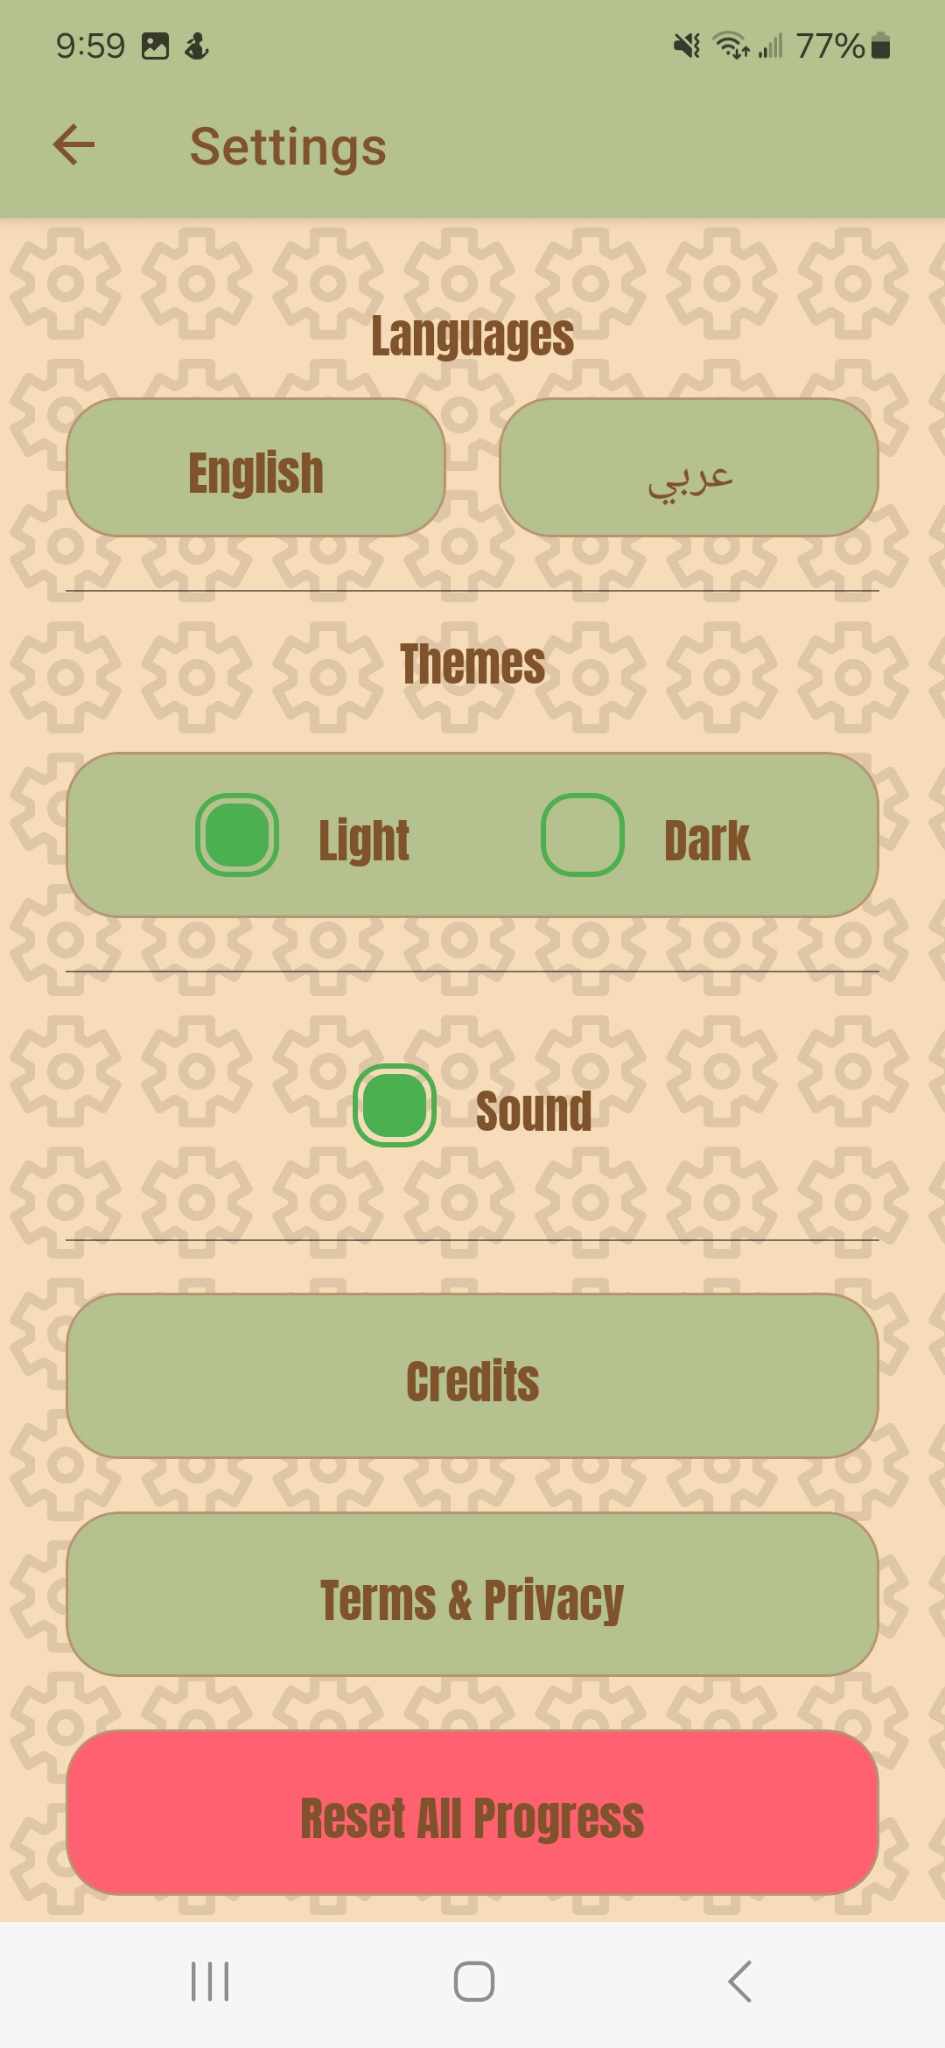 9:59
77%
Settings
Languages
English
عربي
Themes
Light
Dark
Sound
Credits
Terms & Privacy
Reset All Progress